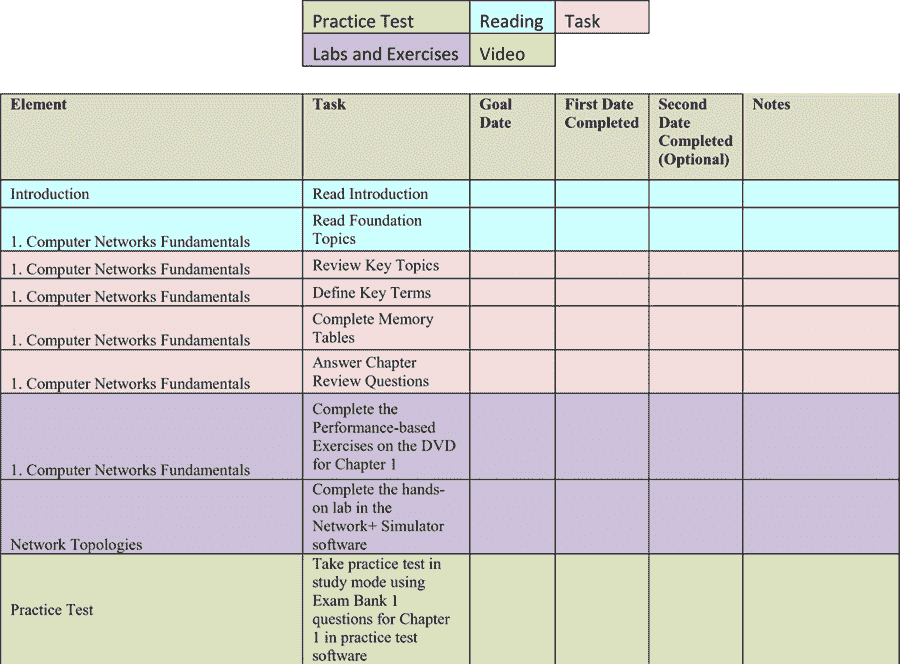 Practice Test Reading Task
Labs and Exercises Video
Element Task Goal Date First Date Completed Second Date Completed (Optional) Notes
Introduction Read Introduction
1. Computer Networks Fundamentals Read Foundation Topics
1. Computer Networks Fundamentals Review Key Topics
1. Computer Networks Fundamentals Define Key Terms
1. Computer Networks Fundamentals Complete Memory Tables
1. Computer Networks Fundamentals Answer Chapter Review Questions
1. Computer Networks Fundamentals Complete the Performance-based Exercises on the DVD for Chapter 1
Network Topologies Complete the hands-on lab in the Network+ Simulator software
Practice Test Take practice test in study mode using Exam Bank 1 questions for Chapter 1 in practice test software